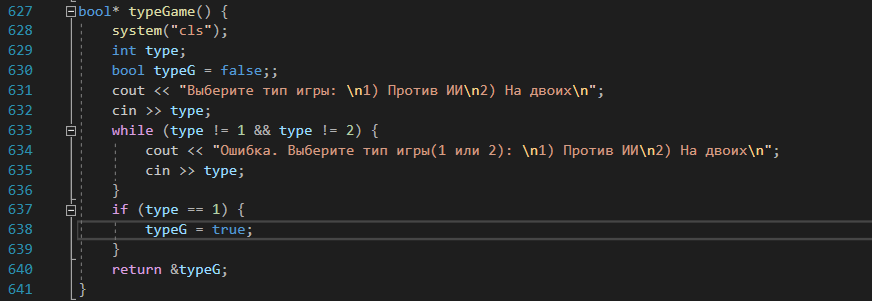 627 bool* typeGame() {
628 system("cls");
629 int type;
630 bool typeG = false;;
631 cout << "Выберите тип игры: \n1) Против ИИ\n2) На двоих\n";
632 cin >> type;
633 while (type != 1 && type != 2) {
634 cout << "Ошибка. Выберите тип игры(1 или 2): \n1) Против ИИ\n2) На двоих\n";
635 cin >> type;
636 }
637 if (type == 1) {
638 typeG = true;
639 }
640 return &typeG;
641 }